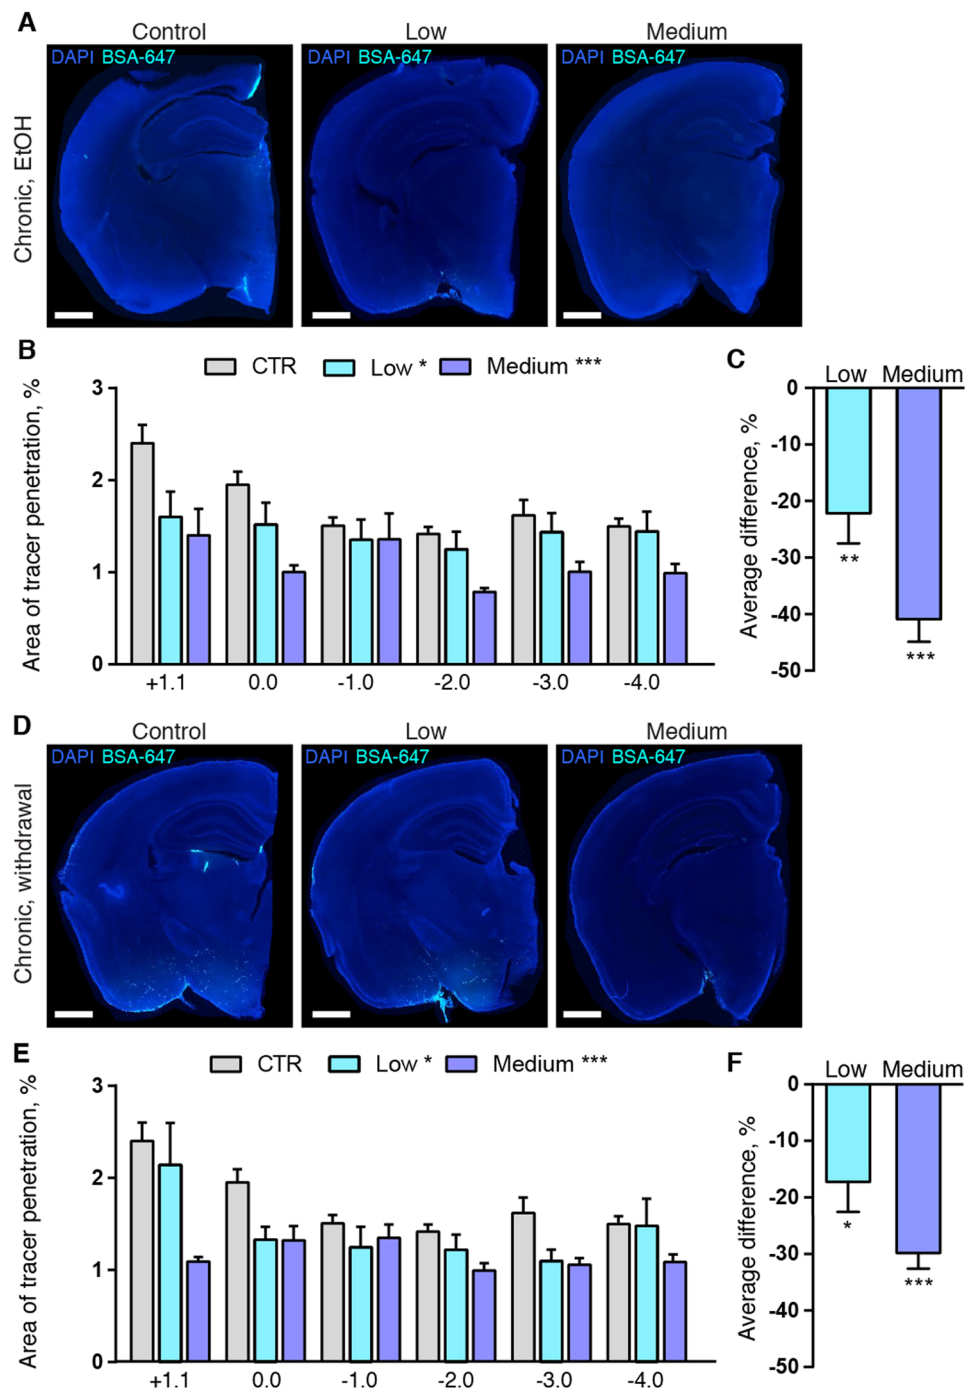 A
Control Low Medium
DAPI BSA-647 DAPI BSA-647 DAPI BSA-647
Chronic, EtOH
B
CTR Low * Medium ***
Area of tracer penetration, %
3
2
1
0
+1.1 0.0 -1.0 -2.0 -3.0 -4.0
C
Low Medium
Average difference, %
0
-10
-20
-30
-40
-50
**
***
D
Control Low Medium
DAPI BSA-647 DAPI BSA-647 DAPI BSA-647
Chronic, withdrawal
E
CTR Low * Medium ***
Area of tracer penetration, %
3
2
1
0
+1.1 0.0 -1.0 -2.0 -3.0 -4.0
F
Low Medium
Average difference, %
0
-10
-20
-30
-40
-50
*
***